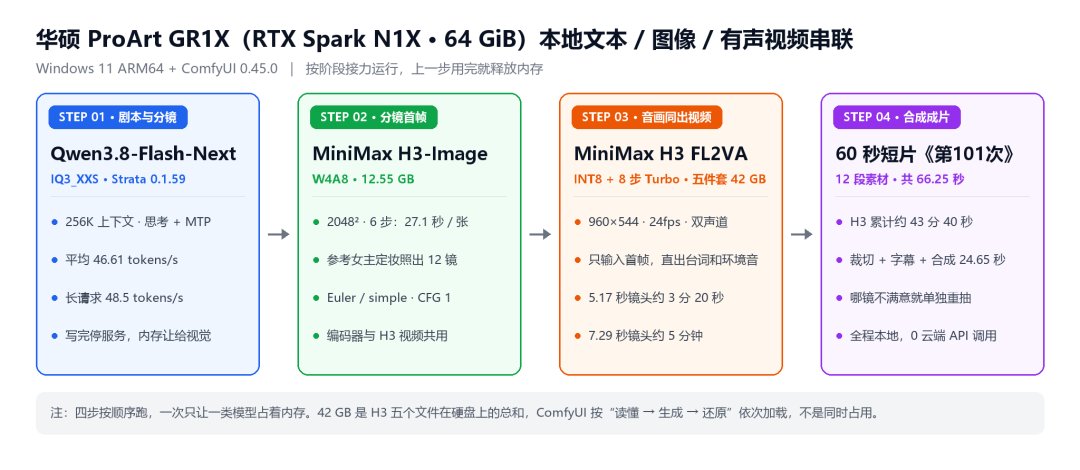 华硕 ProArt GR1X（RTX Spark N1X • 64 GiB）本地文本 / 图像 / 有声视频串联
Windows 11 ARM64 + ComfyUI 0.45.0 | 按阶段接力运行，上一步用完就释放内存
STEP 01 • 剧本与分镜
Qwen3.8-Flash-Next
IQ3_XXS • Strata 0.1.59
• 256K 上下文 · 思考 + MTP
• 平均 46.61 tokens/s
• 长请求 48.5 tokens/s
• 写完停服务，内存让给视觉
STEP 02 • 分镜首帧
MiniMax H3-Image
W4A8 • 12.55 GB
• 2048² · 6 步：27.1 秒 / 张
• 参考女主定妆照出 12 镜
• Euler / simple · CFG 1
• 编码器与 H3 视频共用
STEP 03 • 音画同出视频
MiniMax H3 FL2VA
INT8 + 8 步 Turbo • 五件套 42 GB
• 960×544 · 24fps · 双声道
• 只输入首帧，直出台词和环境音
• 5.17 秒镜头约 3 分 20 秒
• 7.29 秒镜头约 5 分钟
STEP 04 • 合成成片
60 秒短片《第101次》
12 段素材 • 共 66.25 秒
• H3 累计约 43 分 40 秒
• 裁切 + 字幕 + 合成 24.65 秒
• 哪镜不满意就单独重抽
• 全程本地，0 云端 API 调用
注：四步按顺序跑，一次只让一类模型占着内存。42 GB 是 H3 五个文件在硬盘上的总和，ComfyUI 按“读懂 → 生成 → 还原”依次加载，不是同时占用。